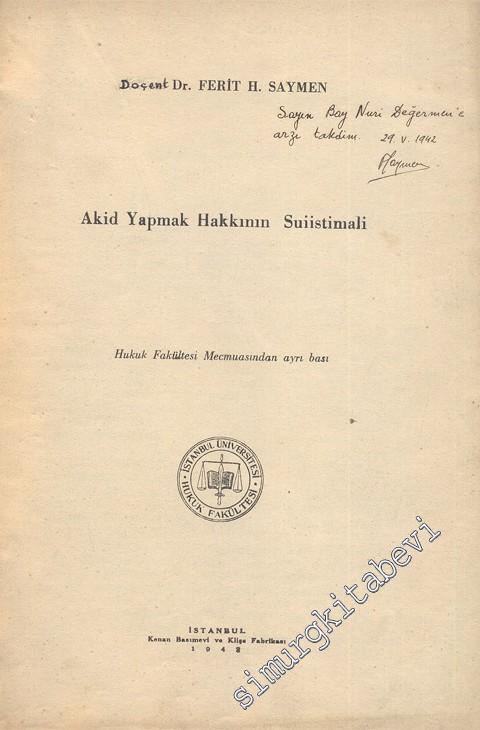 Doçent Dr. FERİT H. SAYMEN
Sayın Bay Nuri Değermen'e
arzı takdim. 29. V. 1942
Saymen
Akid Yapmak Hakkının Suiistimali
Hukuk Fakültesi Mecmuasından ayrı bası
İSTANBUL ÜNİVERSİTESİ
HUKUK FAKÜLTESİ
İSTANBUL
Kenan Basımevi ve Klişe Fabrikası
1942
simurgkitabevi